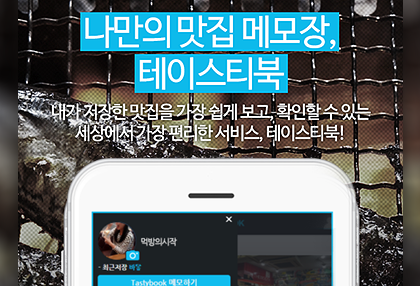 나만의 맛집 메모장,
테이스티북
내가 저장한 맛집을 가장 쉽게 보고, 확인할 수 있는
세상에서 가장 편리한 서비스, 테이스티북!
먹방의시작
- 최근저장 배달
Tastybook 메모하기